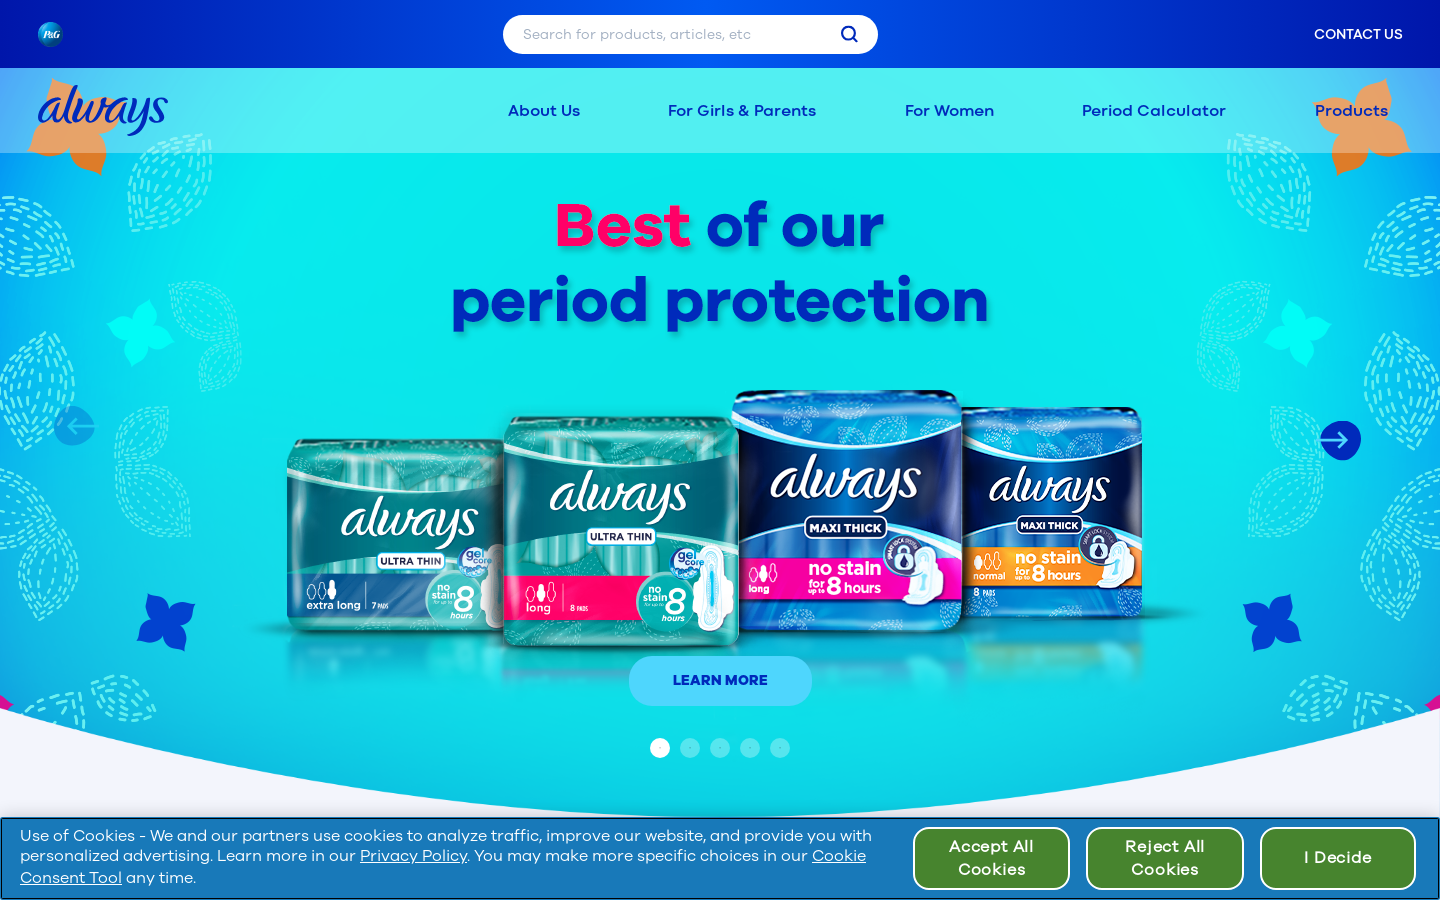 P&G
Search for products, articles, etc
CONTACT US
always
About Us
For Girls & Parents
For Women
Period Calculator
Products
Best of our
period protection
always
ULTRA THIN
gel
core
extra long
7 PADS
no
stain
for up to
8
hours
always
ULTRA THIN
gel
core
long
8 PADS
no
stain
for up to
8
hours
always
MAXI THICK
long
no stain
for
up to
8 hours
always
MAXI THICK
normal
8 PADS
no stain
for
up to
8 hours
LEARN MORE
Use of Cookies - We and our partners use cookies to analyze traffic, improve our website, and provide you with
personalized advertising. Learn more in our Privacy Policy. You may make more specific choices in our Cookie
Consent Tool any time.
Accept All
Cookies
Reject All
Cookies
I Decide